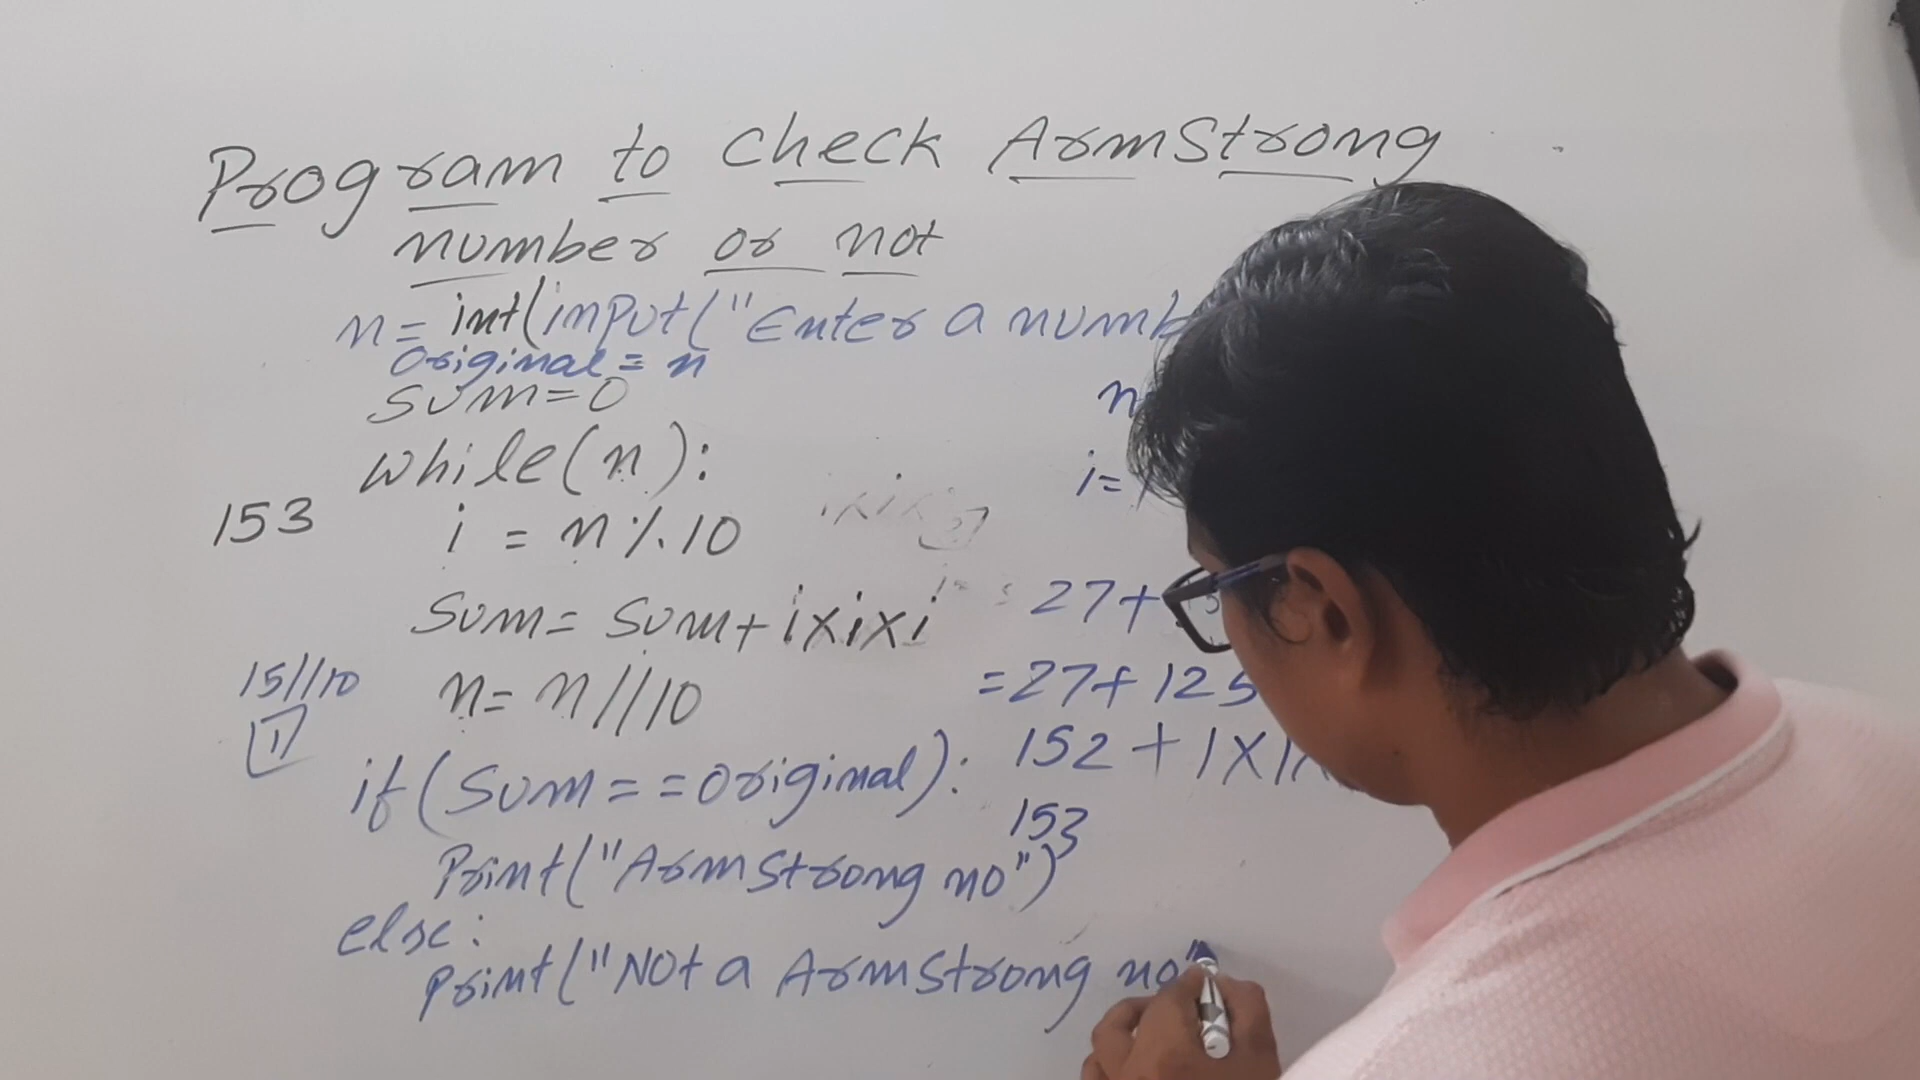 Program to check ArmStrong
number or not
n= int(input("Enter a numb
original = n
sum=0
n
while(n):
i=
153
i = n%10
ixix
sum= sum+ixixi
27+
15//10
n= n//10
=27+125
1
if(sum==original):
152+1X1X
153
Print("ArmStrong no")
else:
print("NOt a ArmStrong no"